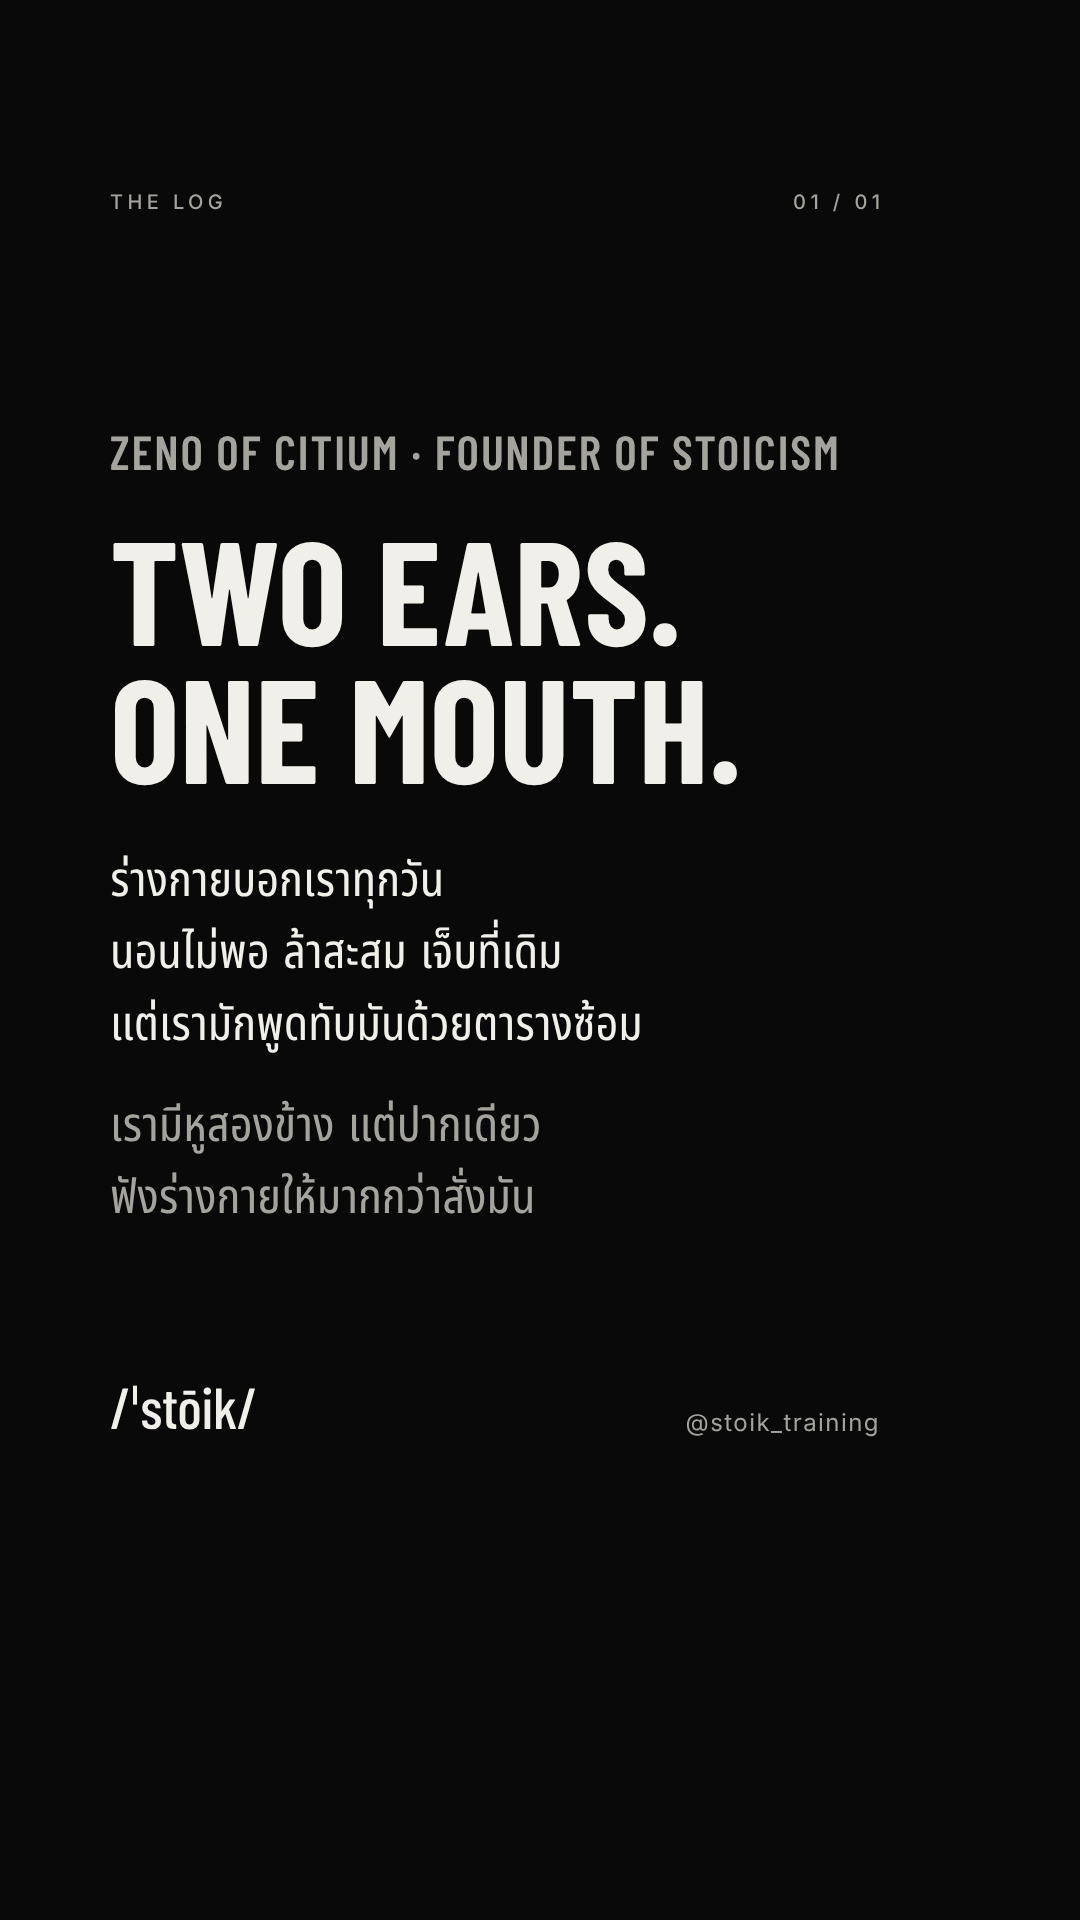 THE LOG
01 / 01
ZENO OF CITIUM · FOUNDER OF STOICISM
TWO EARS.
ONE MOUTH.
ร่างกายบอกเราทุกวัน
นอนไม่พอ ล้าสะสม เจ็บที่เดิม
แต่เรามักพูดทับมันด้วยตารางซ้อม
เรามีหูสองข้าง แต่ปากเดียว
ฟังร่างกายให้มากกว่าสั่งมัน
/ˈstōik/
@stoik_training